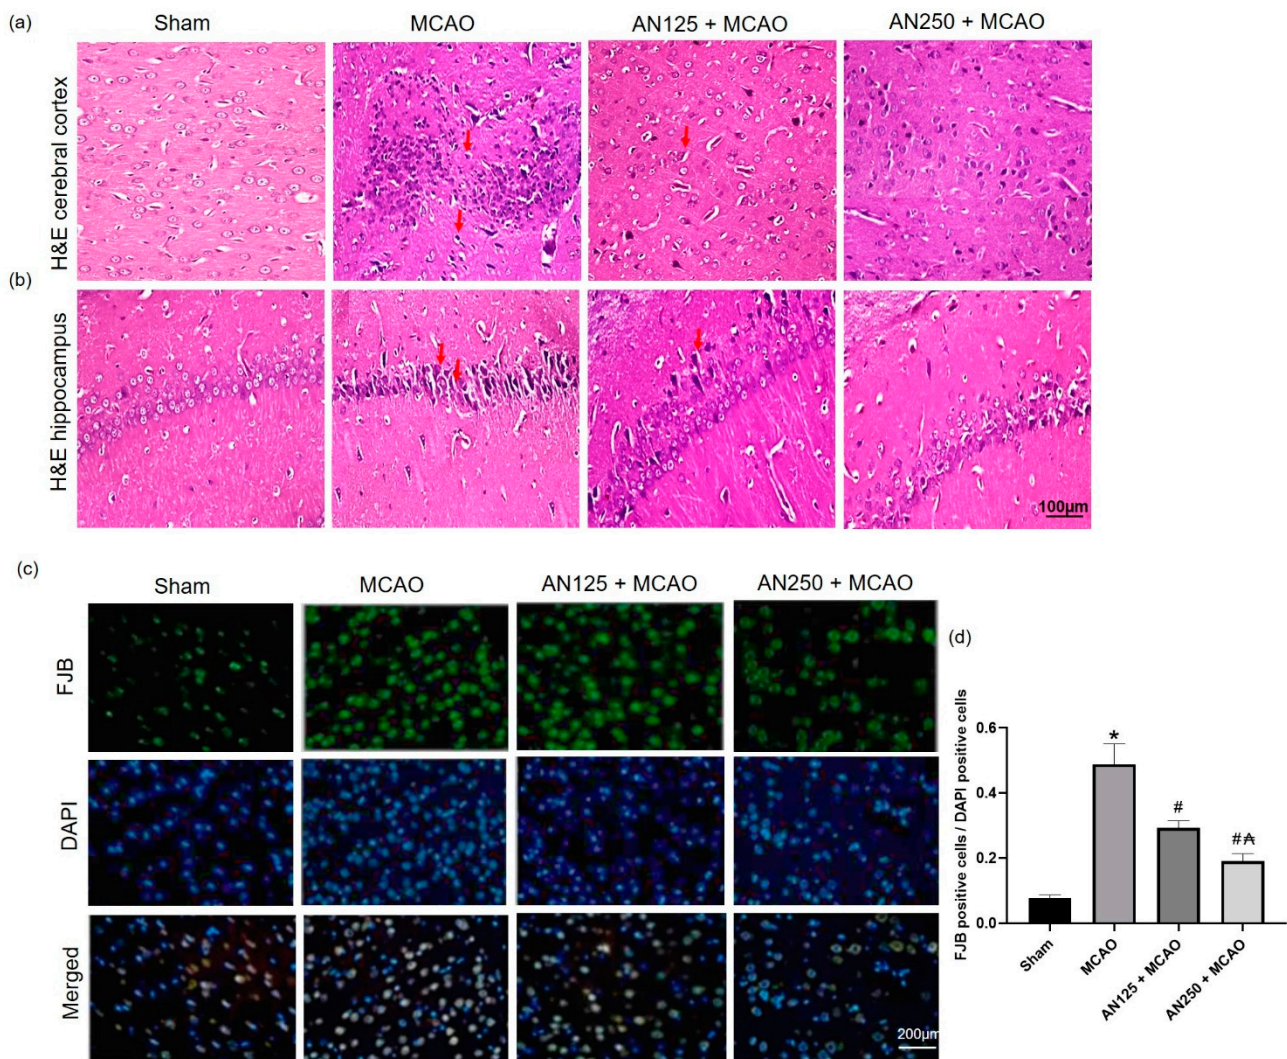 (a)
Sham
MCAO
AN125 + MCAO
AN250 + MCAO
H&E cerebral cortex
(b)
H&E hippocampus
100µm
(c)
Sham
MCAO
AN125 + MCAO
AN250 + MCAO
FJB
DAPI
Merged
200µm
(d)
FJB positive cells / DAPI positive cells
0.6
0.4
0.2
0.0
*
#
#₳
Sham
MCAO
AN125 + MCAO
AN250 + MCAO